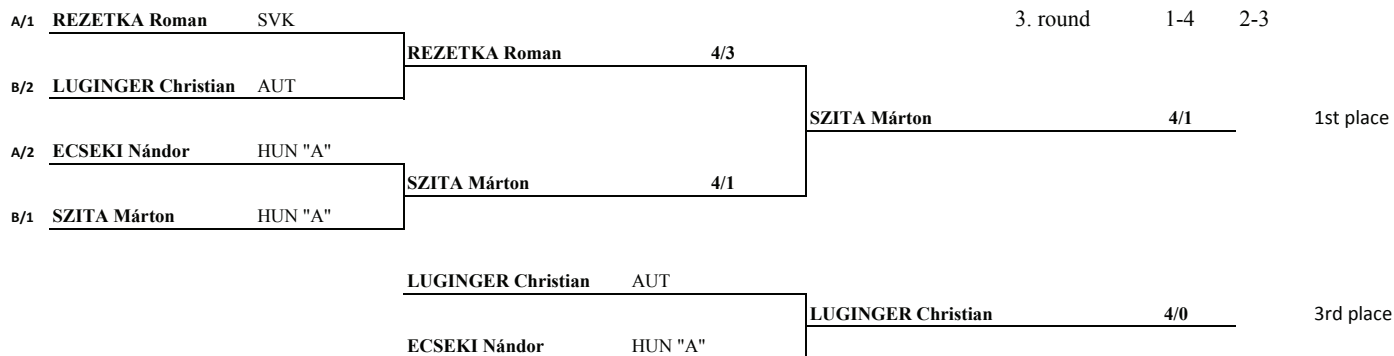 A/1 REZETKA Roman SVK 3. round 1-4 2-3
REZETKA Roman 4/3
B/2 LUGINGER Christian AUT
SZITA Márton 4/1 1st place
A/2 ECSEKI Nándor HUN "A"
SZITA Márton 4/1
B/1 SZITA Márton HUN "A"
LUGINGER Christian AUT
LUGINGER Christian 4/0 3rd place
ECSEKI Nándor HUN "A"